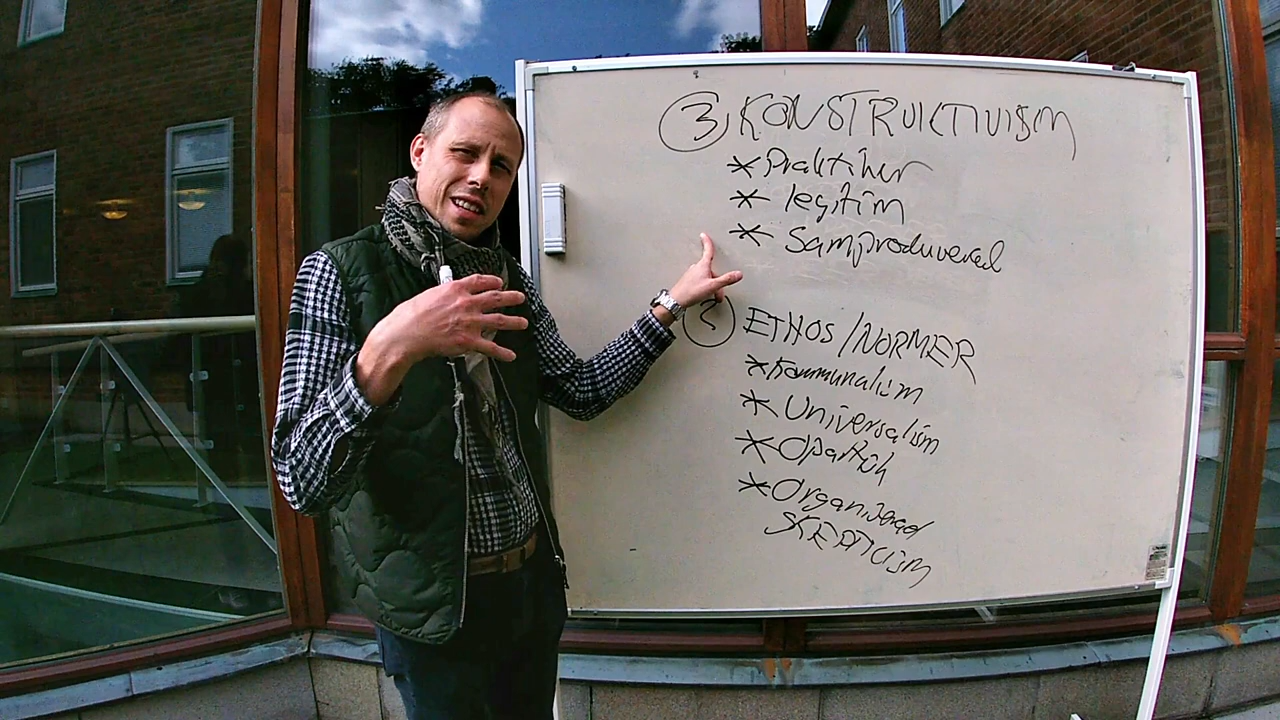 3 KONSTRUKTIVISM
* Praktiker
* legitim
* Samproducerad
2 ETHOS/NORMER
* Kommunalism
* Universalism
* Opartisk
* Organiserad
SKEPTICISM